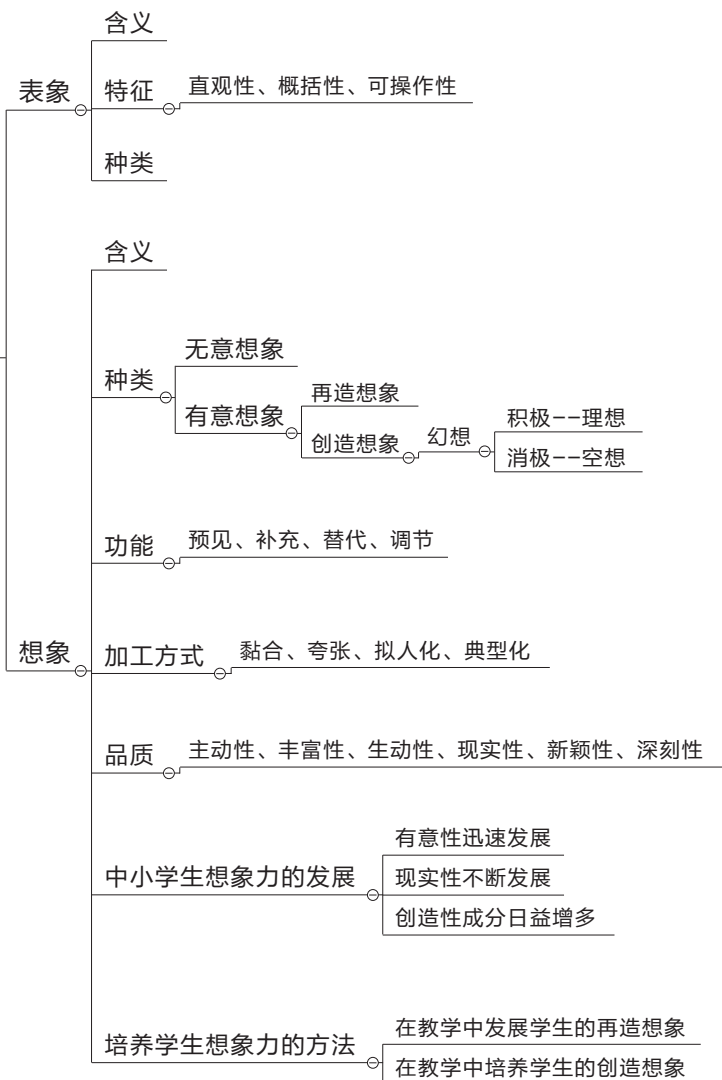 表象
含义
特征
直观性、概括性、可操作性
种类
想象
含义
种类
无意想象
有意想象
再造想象
创造想象
幻想
积极--理想
消极--空想
功能
预见、补充、替代、调节
加工方式
黏合、夸张、拟人化、典型化
品质
主动性、丰富性、生动性、现实性、新颖性、深刻性
中小学生想象力的发展
有意性迅速发展
现实性不断发展
创造性成分日益增多
培养学生想象力的方法
在教学中发展学生的再造想象
在教学中培养学生的创造想象